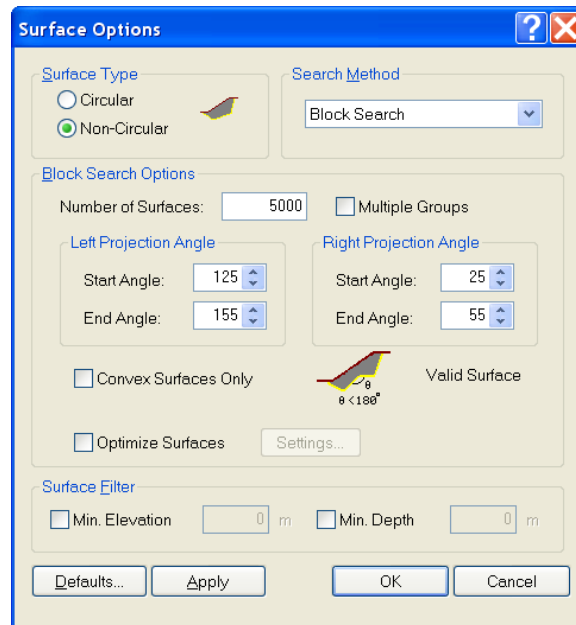 Surface Options
Surface Type
Circular
Non-Circular
Search Method
Block Search
Block Search Options
Number of Surfaces: 5000 Multiple Groups
Left Projection Angle
Start Angle: 125
End Angle: 155
Right Projection Angle
Start Angle: 25
End Angle: 55
Convex Surfaces Only
θ
θ <180°
Valid Surface
Optimize Surfaces Settings...
Surface Filter
Min. Elevation 0 m Min. Depth 0 m
Defaults... Apply OK Cancel